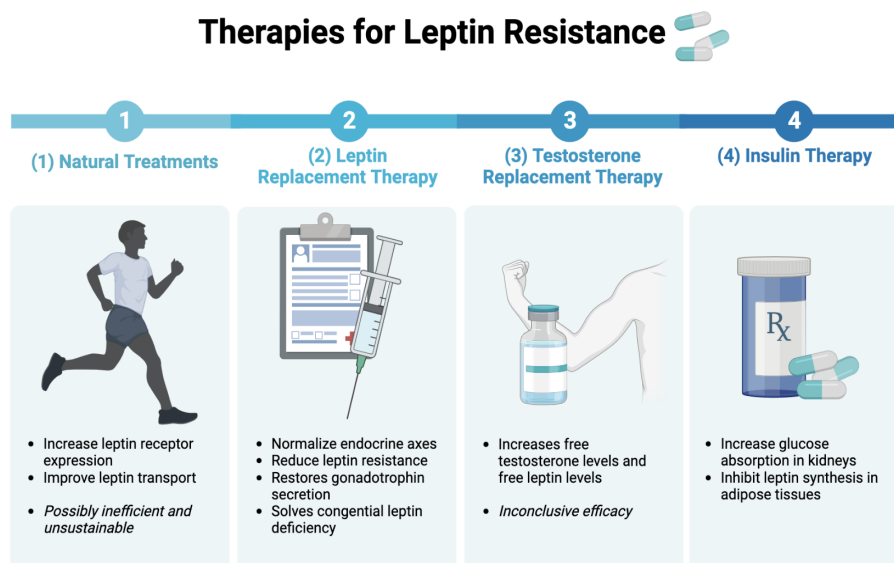 Therapies for Leptin Resistance
1
2
3
4
(1) Natural Treatments
(2) Leptin
Replacement Therapy
(3) Testosterone
Replacement Therapy
(4) Insulin Therapy
• Increase leptin receptor
expression
• Improve leptin transport
• Possibly inefficient and
unsustainable
• Normalize endocrine axes
• Reduce leptin resistance
• Restores gonadotrophin
secretion
• Solves congential leptin
deficiency
• Increases free
testosterone levels and
free leptin levels
• Inconclusive efficacy
Rx
• Increase glucose
absorption in kidneys
• Inhibit leptin synthesis in
adipose tissues